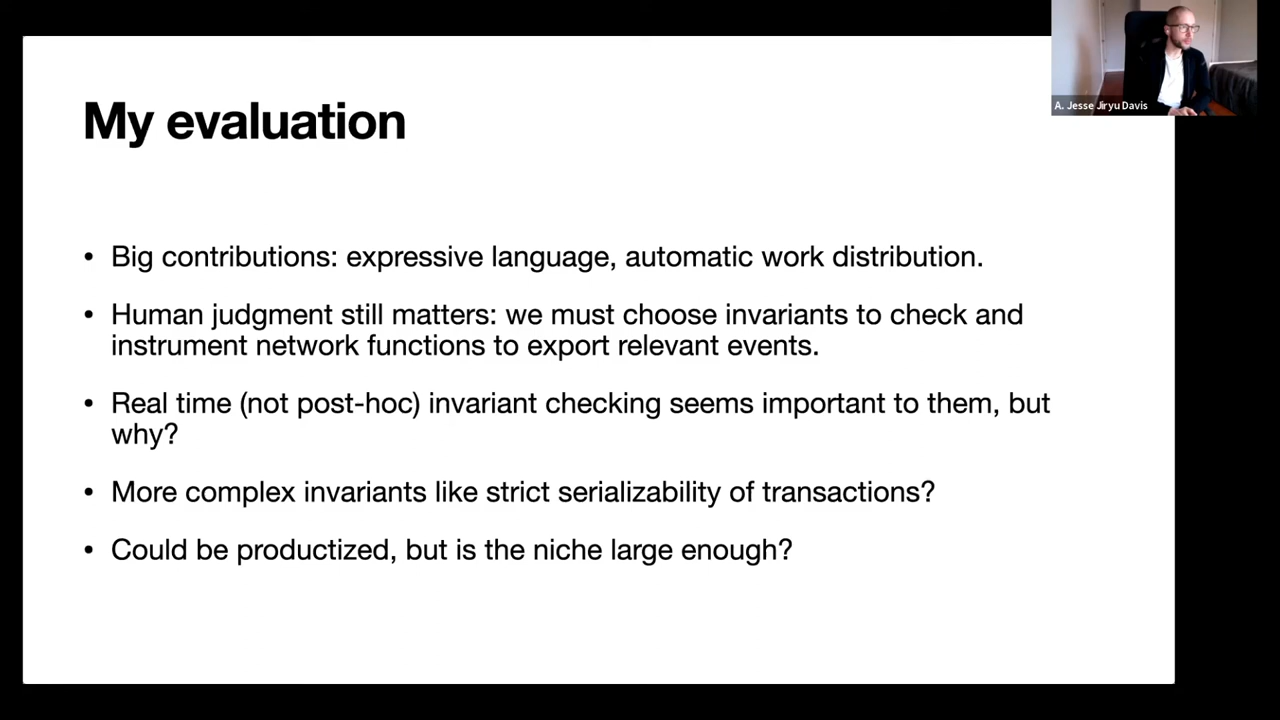 My evaluation
A. Jesse Jiryu Davis
• Big contributions: expressive language, automatic work distribution.
• Human judgment still matters: we must choose invariants to check and
instrument network functions to export relevant events.
• Real time (not post-hoc) invariant checking seems important to them, but
why?
• More complex invariants like strict serializability of transactions?
• Could be productized, but is the niche large enough?